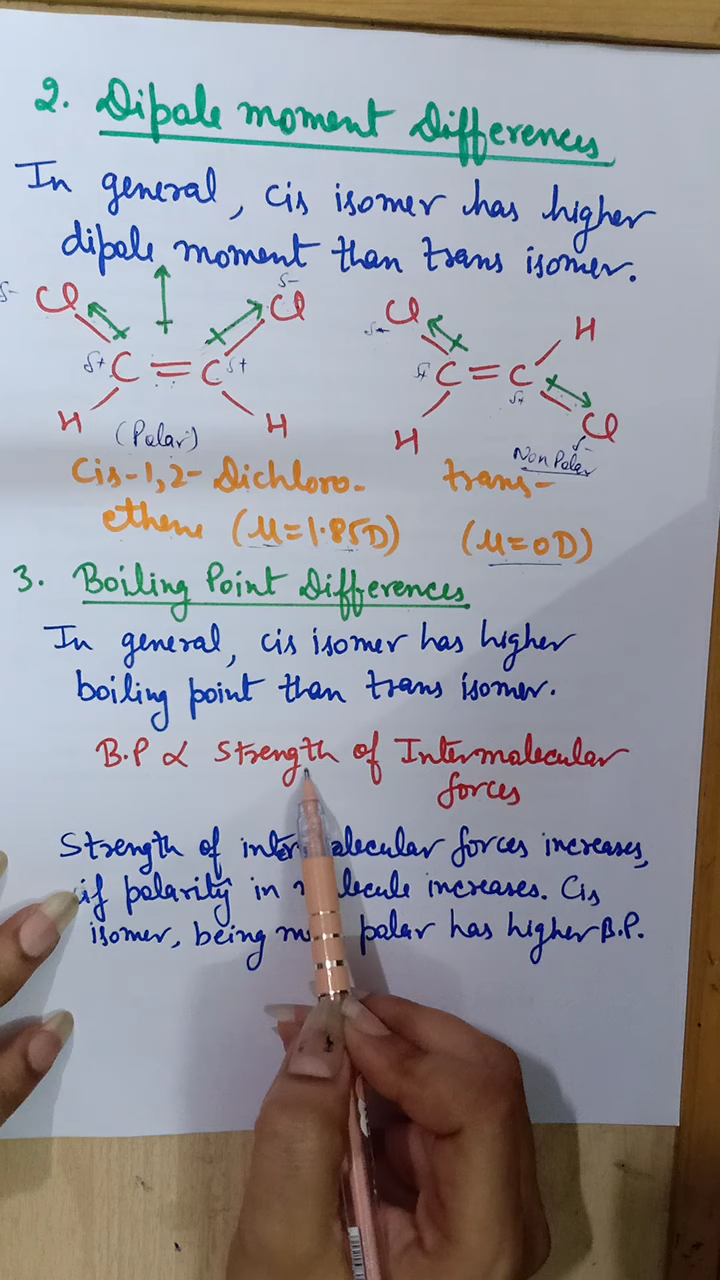 2. Dipole moment Differences
In general, cis isomer has higher
dipole moment than trans isomer.
δ- Cl δ- Cl Cl H
δ-
δ+ C = C δ+ δ+ C = C
δ+
H (Polar) H H Cl
δ-
Non Polar
Cis-1,2-Dichloro- trans-
ethene (μ=1.85D) (μ=0D)
3. Boiling Point Differences
In general, cis isomer has higher
boiling point than trans isomer.
B.P ∝ Strength of Intermolecular
forces
Strength of intermolecular forces increases,
if polarity in molecule increases. Cis
isomer, being polar has higher B.P.